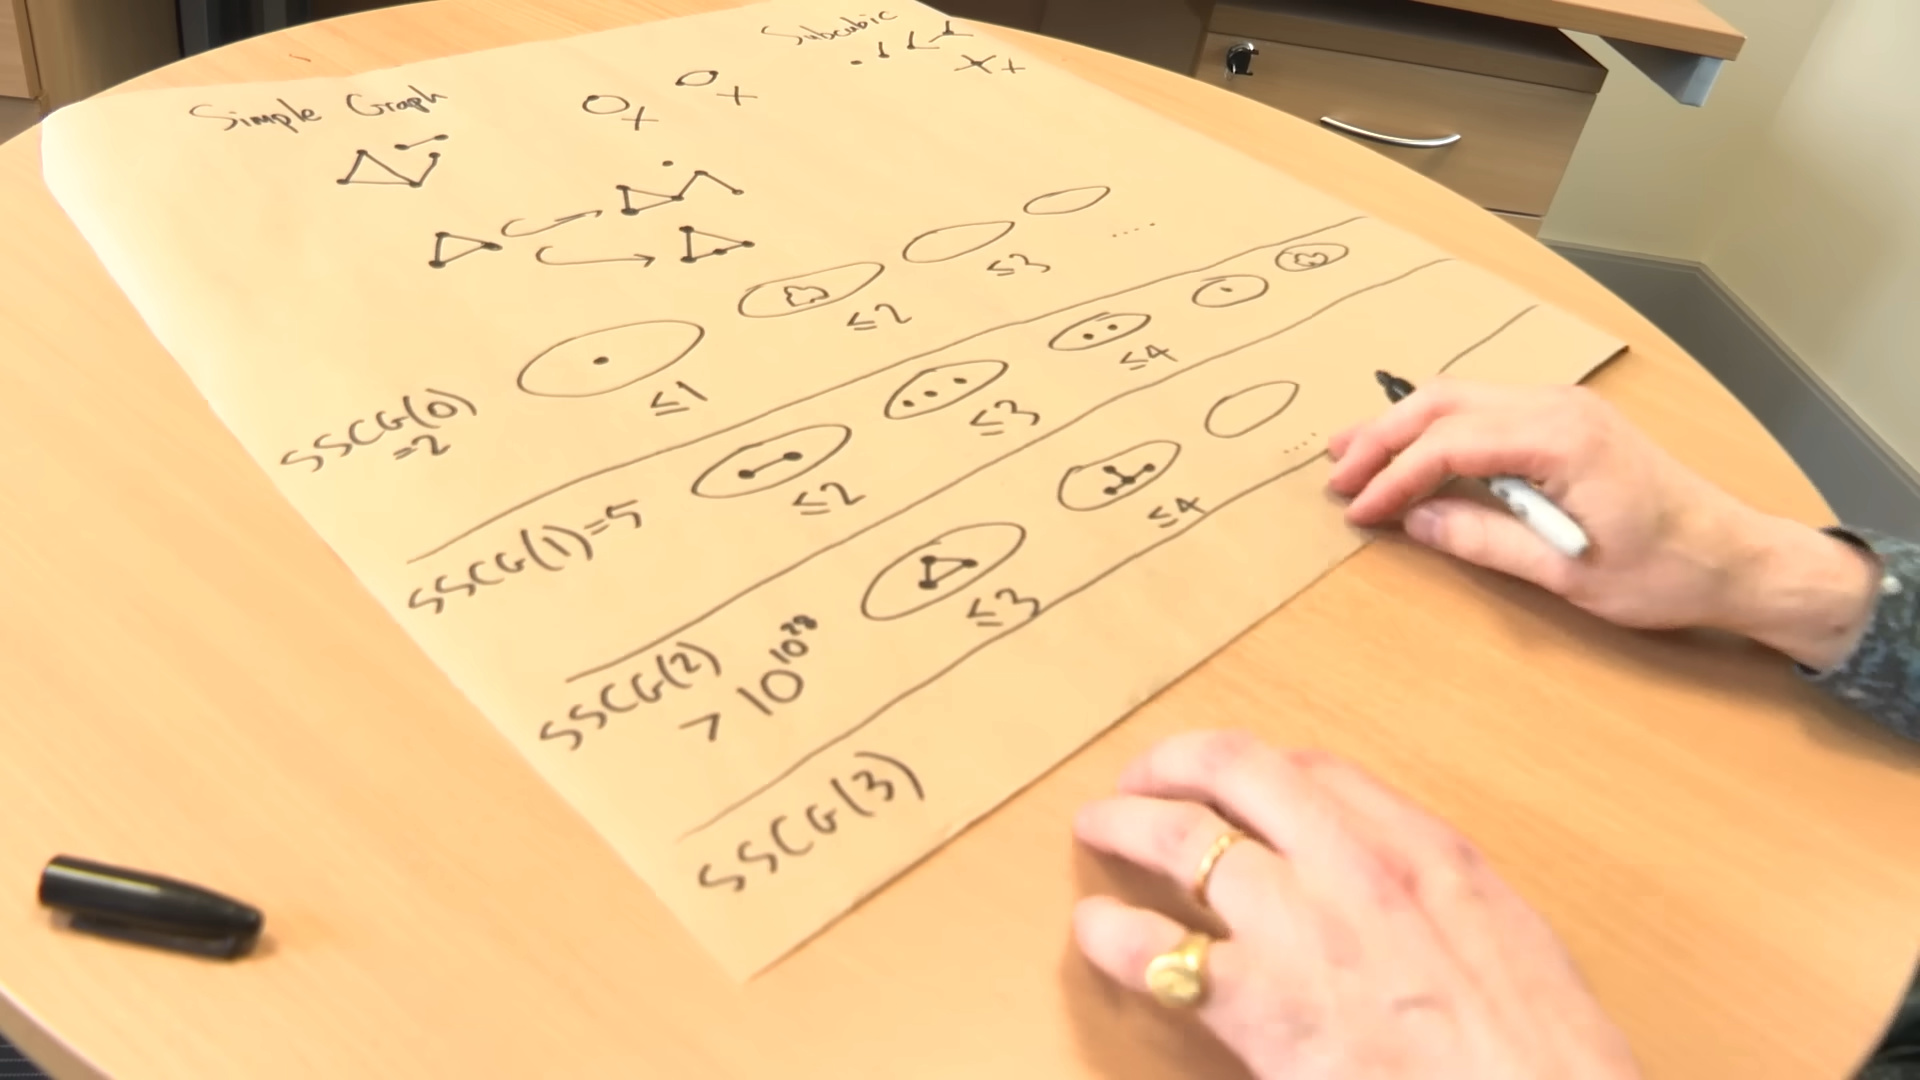 Simple Graph
Subcubic
SSCG(0)
=2
≤1
≤2
≤3
....
SSCG(1)=5
≤2
≤3
≤4
SSCG(2)
> 10^10^28
≤3
≤4
....
SSCG(3)